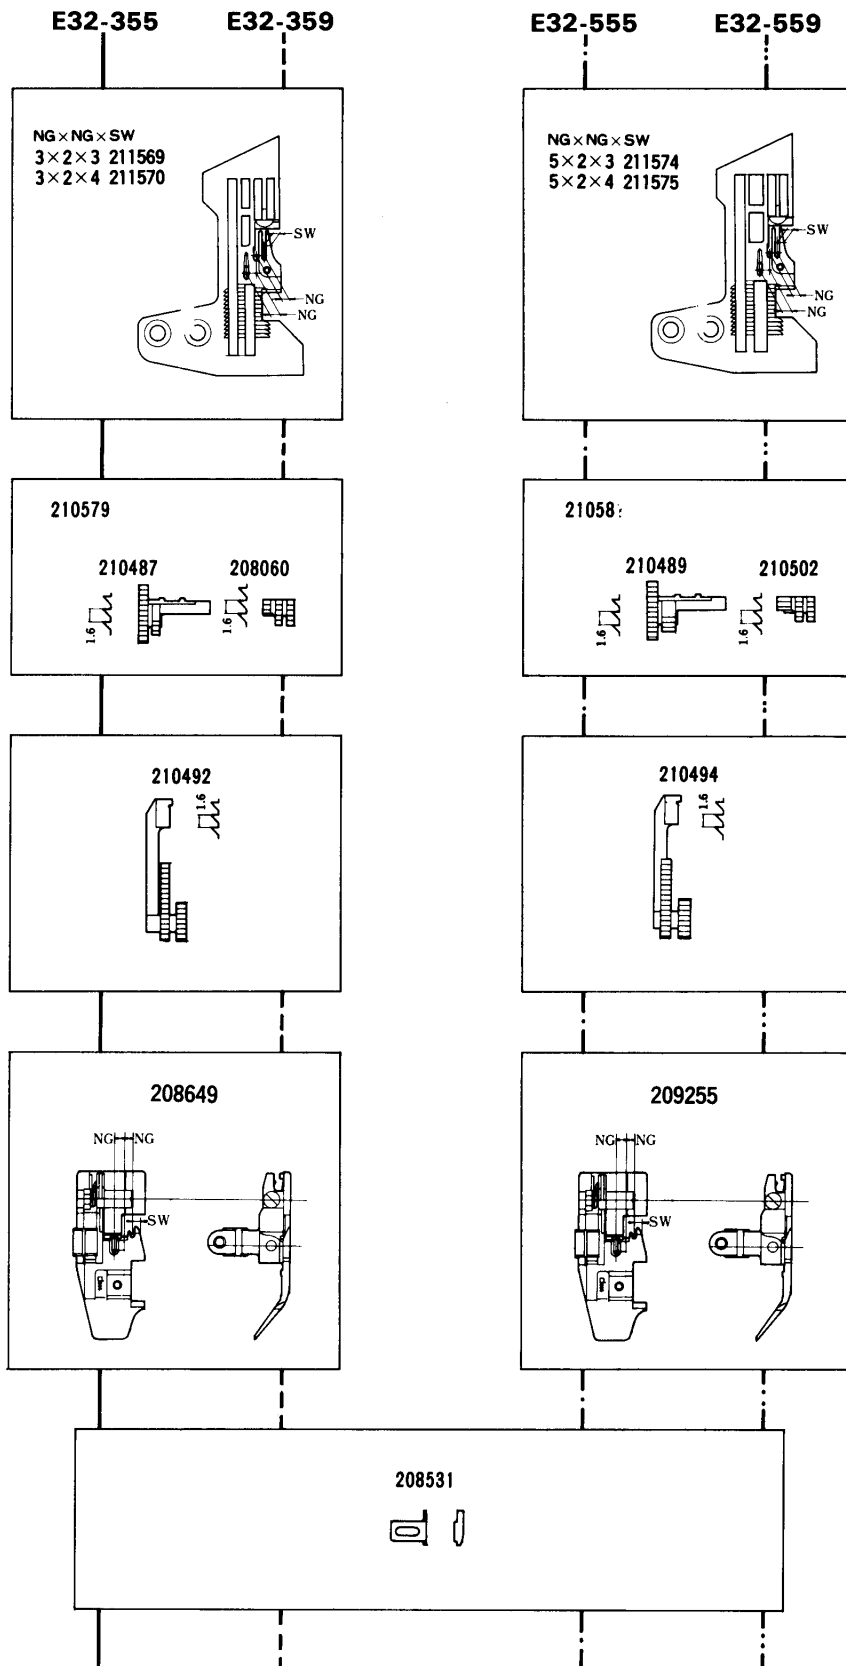 E32-355 E32-359 E32-555 E32-559
NG×NG×SW
3×2×3 211569
3×2×4 211570
SW
NG
NG
NG×NG×SW
5×2×3 211574
5×2×4 211575
SW
NG
NG
210579
210487 208060
1.6 1.6
210489 210502
1.6 1.6
210492
1.6
210494
1.6
208649
NG NG
SW
209255
NG NG
SW
208531